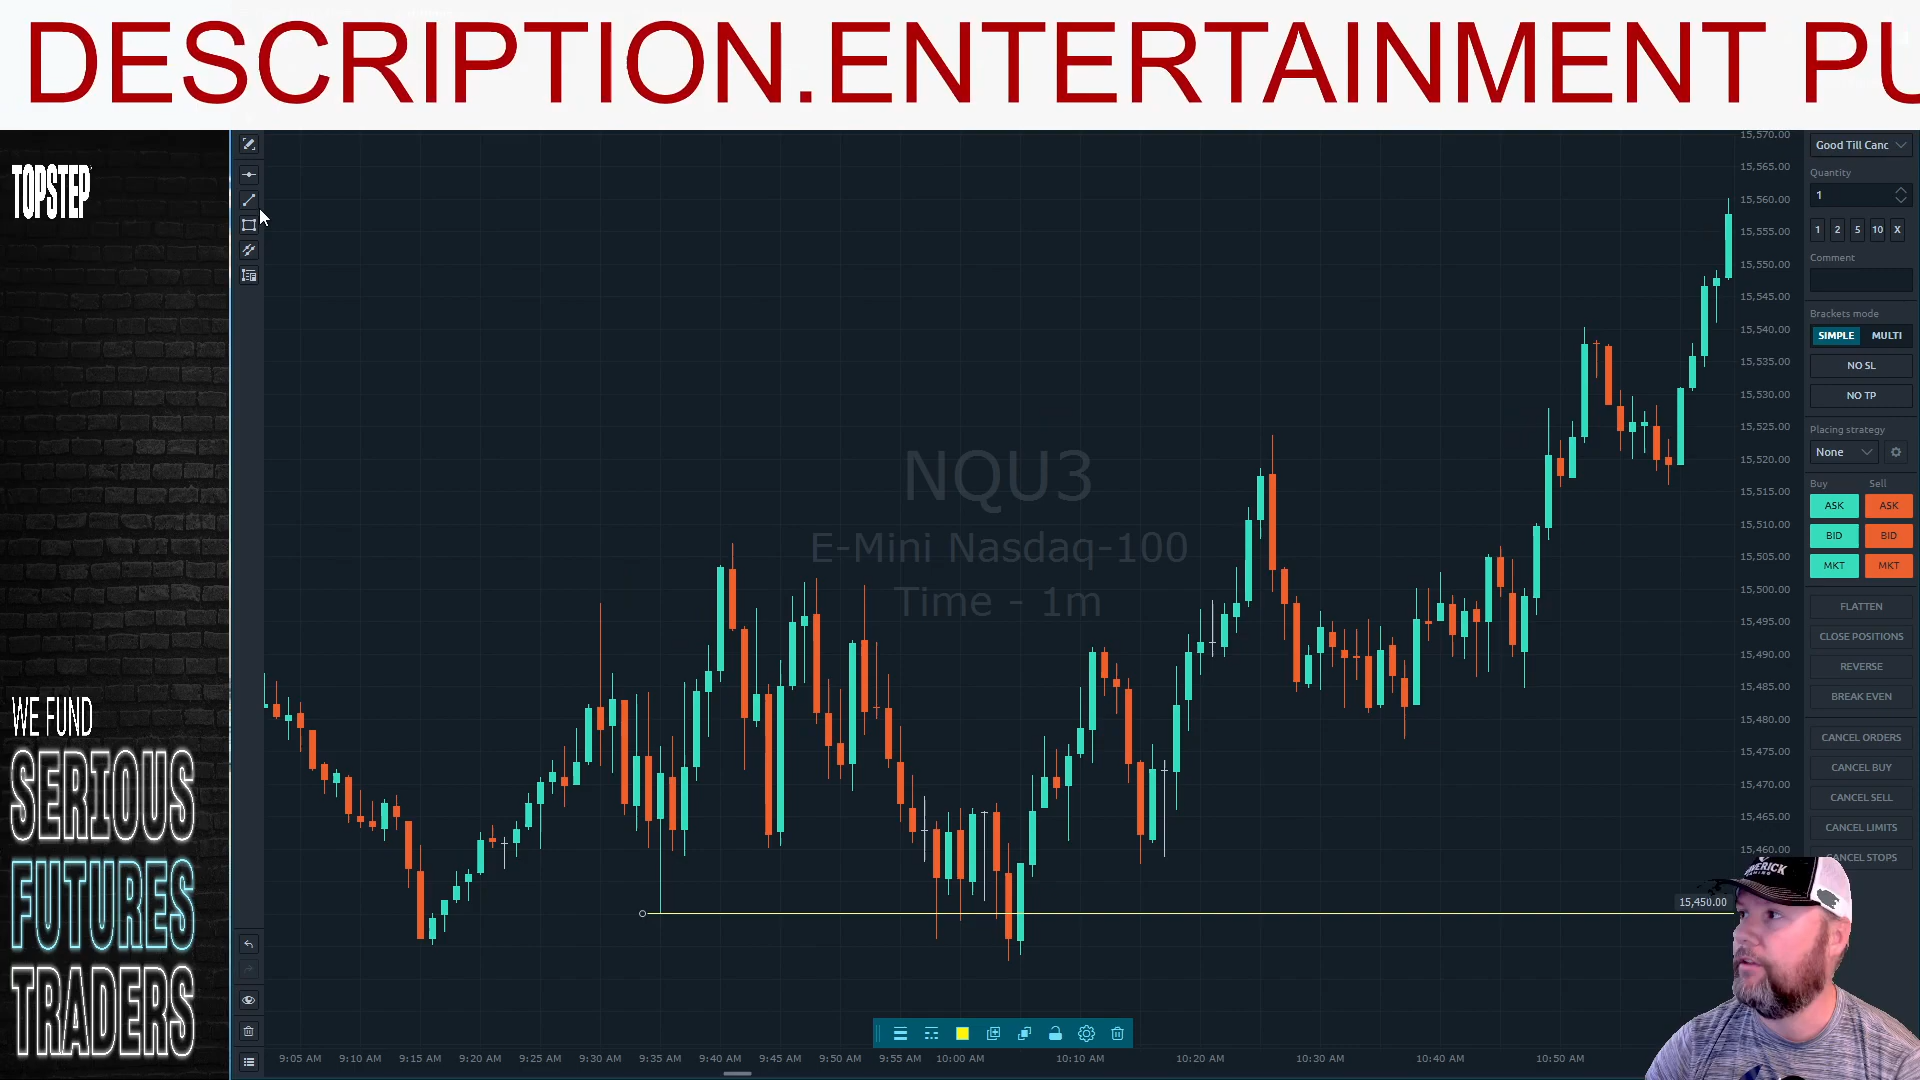 DESCRIPTION.ENTERTAINMENT PU
TOPSTEP
WE FUND
SERIOUS
FUTURES
TRADERS
NQU3
E-Mini Nasdaq-100
Time - 1m
15,570.00
15,565.00
15,560.00
15,555.00
15,550.00
15,545.00
15,540.00
15,535.00
15,530.00
15,525.00
15,520.00
15,515.00
15,510.00
15,505.00
15,500.00
15,495.00
15,490.00
15,485.00
15,480.00
15,475.00
15,470.00
15,465.00
15,460.00
15,450.00
9:05 AM 9:10 AM 9:15 AM 9:20 AM 9:25 AM 9:30 AM 9:35 AM 9:40 AM 9:45 AM 9:50 AM 9:55 AM 10:00 AM 10:10 AM 10:20 AM 10:30 AM 10:40 AM 10:50 AM
Good Till Canc
Quantity
1
1 2 5 10 X
Comment
Brackets mode
SIMPLE MULTI
NO SL
NO TP
Placing strategy
None
Buy Sell
ASK ASK
BID BID
MKT MKT
FLATTEN
CLOSE POSITIONS
REVERSE
BREAK EVEN
CANCEL ORDERS
CANCEL BUY
CANCEL SELL
CANCEL LIMITS
CANCEL STOPS